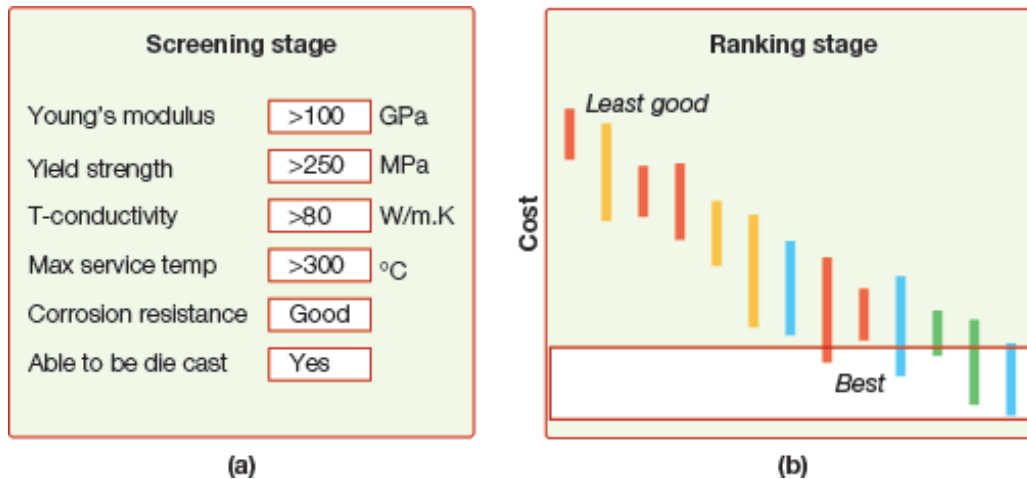 Screening stage
Young's modulus >100 GPa
Yield strength >250 MPa
T-conductivity >80 W/m.K
Max service temp >300 °C
Corrosion resistance Good
Able to be die cast Yes
(a)
Ranking stage
Least good
Cost
Best
(b)